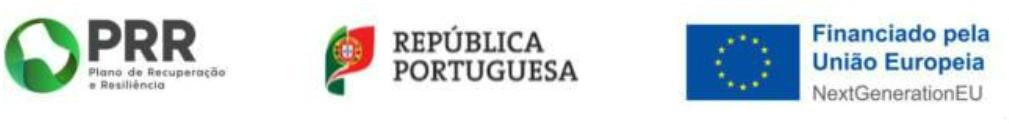 PRR
Plano de Recuperação
e Resiliência
REPÚBLICA
PORTUGUESA
Financiado pela
União Europeia
NextGenerationEU